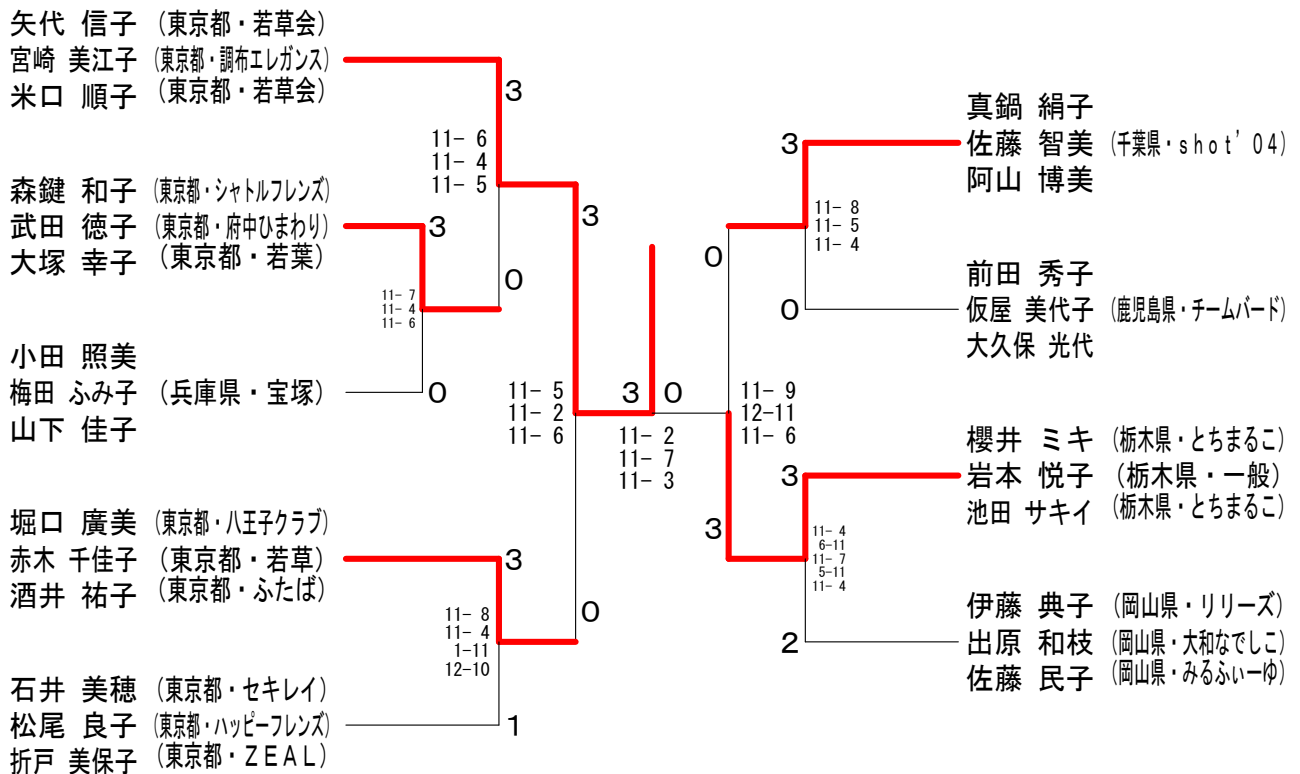 矢代 信子 (東京都・若草会)
宮崎 美江子 (東京都・調布エレガンス)
米口 順子 (東京都・若草会)
3
11- 6
11- 4
11- 5
森鍵 和子 (東京都・シャトルフレンズ)
武田 徳子 (東京都・府中ひまわり)
大塚 幸子 (東京都・若葉)
3
3
0
11- 7
11- 4
11- 6
小田 照美
梅田 ふみ子 (兵庫県・宝塚)
山下 佳子
0
11- 5
11- 2
11- 6
堀口 廣美 (東京都・八王子クラブ)
赤木 千佳子 (東京都・若草)
酒井 祐子 (東京都・ふたば)
3
0
11- 8
11- 4
1-11
12-10
石井 美穂 (東京都・セキレイ)
松尾 良子 (東京都・ハッピーフレンズ)
折戸 美保子 (東京都・ZEAL)
1
3 0
11- 2
11- 7
11- 3
真鍋 絹子
佐藤 智美 (千葉県・shot' 04)
阿山 博美
3
11- 8
11- 5
11- 4
0
前田 秀子
仮屋 美代子 (鹿児島県・チームバード)
大久保 光代
0
11- 9
12-11
11- 6
櫻井 ミキ (栃木県・とちまるこ)
岩本 悦子 (栃木県・一般)
池田 サキイ (栃木県・とちまるこ)
3
3
11- 4
6-11
11- 7
5-11
11- 4
伊藤 典子 (岡山県・リリーズ)
出原 和枝 (岡山県・大和なでしこ)
佐藤 民子 (岡山県・みるふぃーゆ)
2